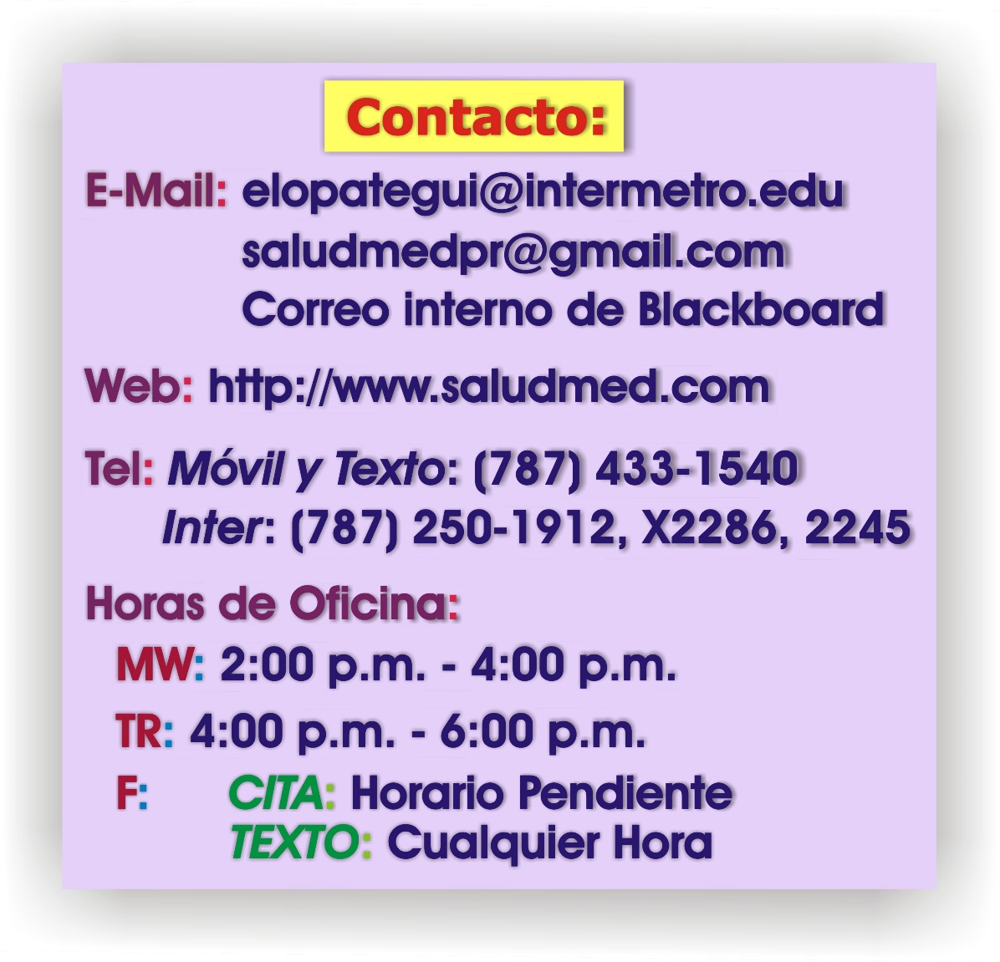 Contacto:
E-Mail: elopategui@intermetro.edu
saludmedpr@gmail.com
Correo interno de Blackboard
Web: http://www.saludmed.com
Tel: Móvil y Texto: (787) 433-1540
Inter: (787) 250-1912, X2286, 2245
Horas de Oficina:
MW: 2:00 p.m. - 4:00 p.m.
TR: 4:00 p.m. - 6:00 p.m.
F: CITA: Horario Pendiente
TEXTO: Cualquier Hora